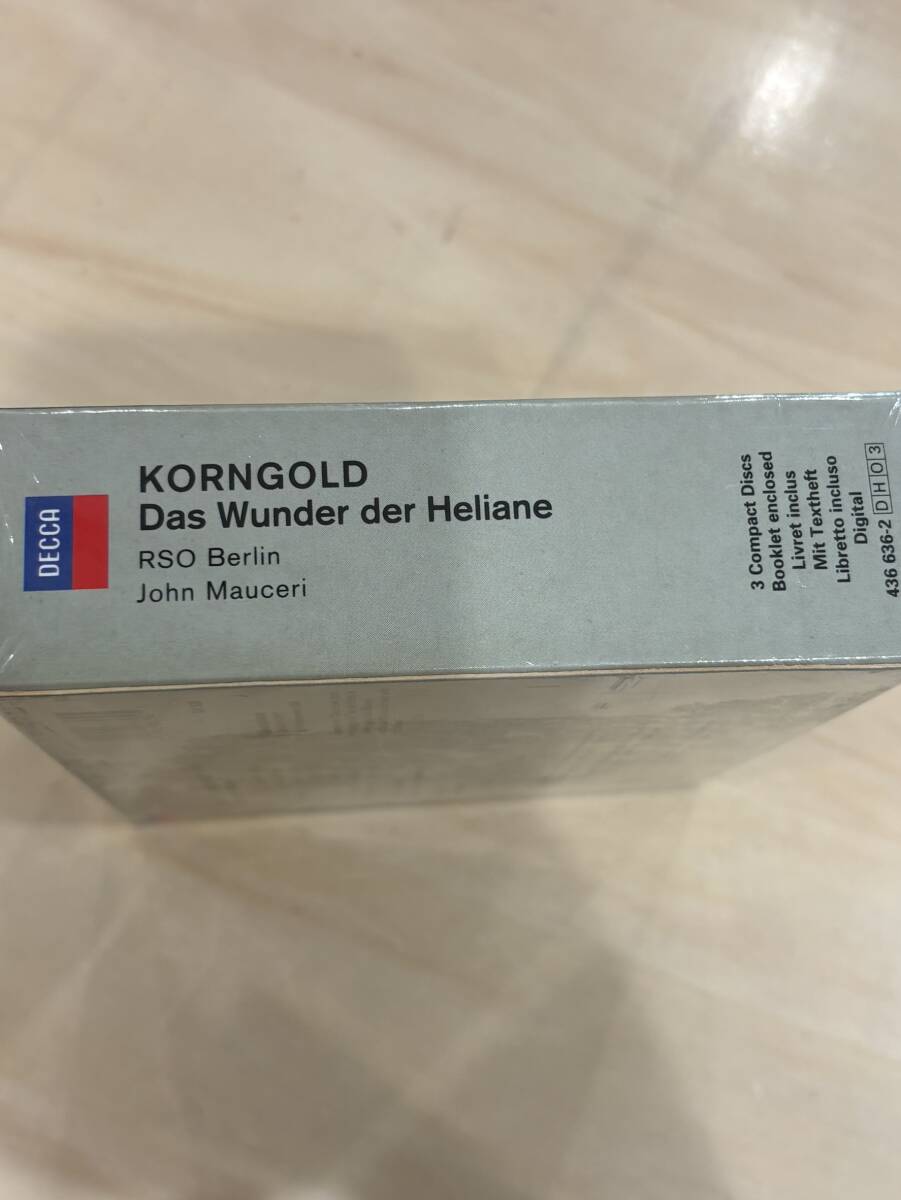 DECCA
KORNGOLD
Das Wunder der Heliane
RSO Berlin
John Mauceri
3 Compact Discs
Booklet enclosed
Livret inclus
Mit Textheft
Libretto incluso
Digital
436 636-2 DHO3